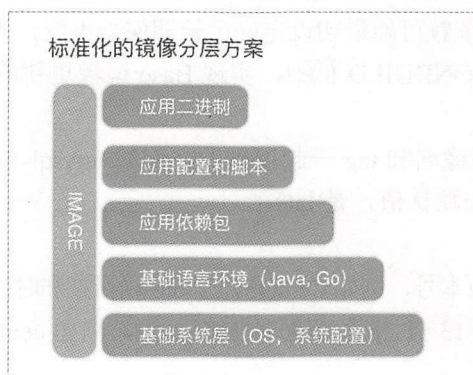 标准化的镜像分层方案
应用二进制
应用配置和脚本
IMAGE
应用依赖包
基础语言环境（Java, Go）
基础系统层（OS，系统配置）